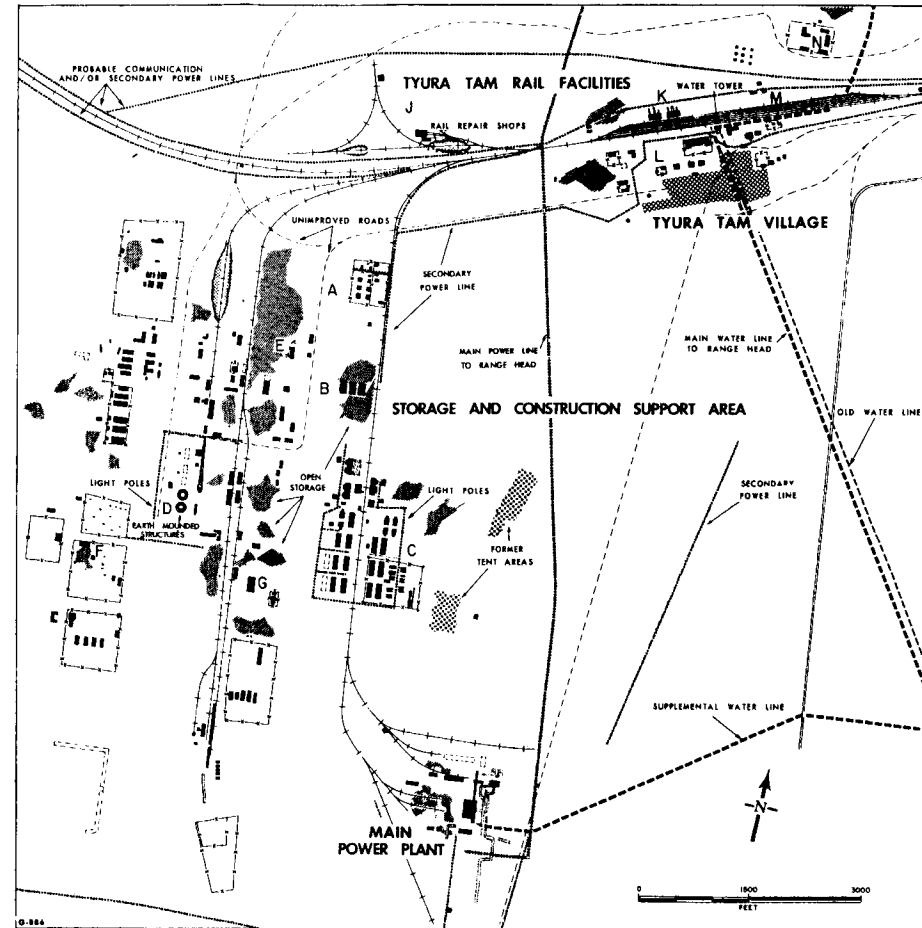 PROBABLE COMMUNICATION
AND/OR SECONDARY POWER LINES
TYURA TAM RAIL FACILITIES
N
WATER TOWER
K
M
J
RAIL REPAIR SHOPS
L
TYURA TAM VILLAGE
UNIMPROVED ROADS
A
SECONDARY
POWER LINE
E
MAIN POWER LINE
TO RANGE HEAD
MAIN WATER LINE
TO RANGE HEAD
B
STORAGE AND CONSTRUCTION SUPPORT AREA
OLD WATER LINE
OPEN
STORAGE
LIGHT POLES
LIGHT POLES
SECONDARY
POWER LINE
D
EARTH MOUNDED
STRUCTURES
C
FORMER
TENT AREAS
F
G
SUPPLEMENTAL WATER LINE
N
MAIN
POWER PLANT
0 1500 3000
FEET
G-886